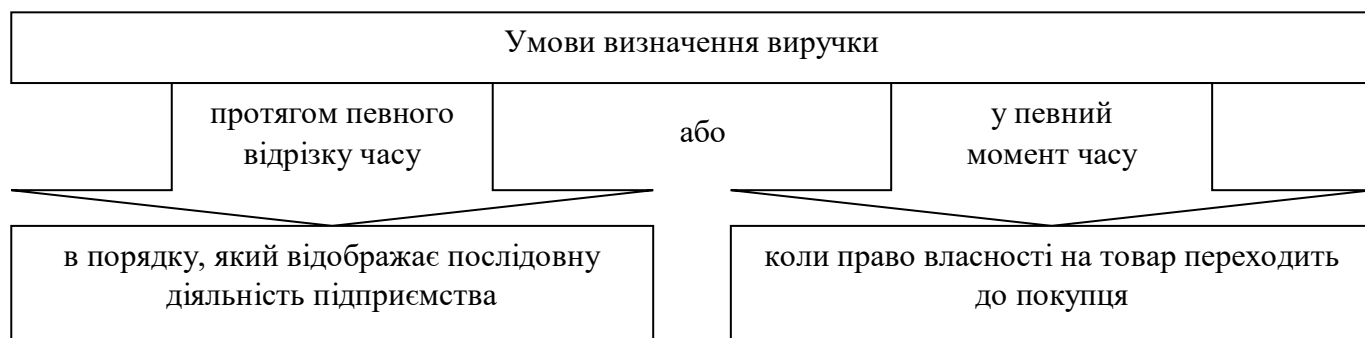 Умови визначення виручки
протягом певного
відрізку часу
або
у певний
момент часу
в порядку, який відображає послідовну
діяльність підприємства
коли право власності на товар переходить
до покупця